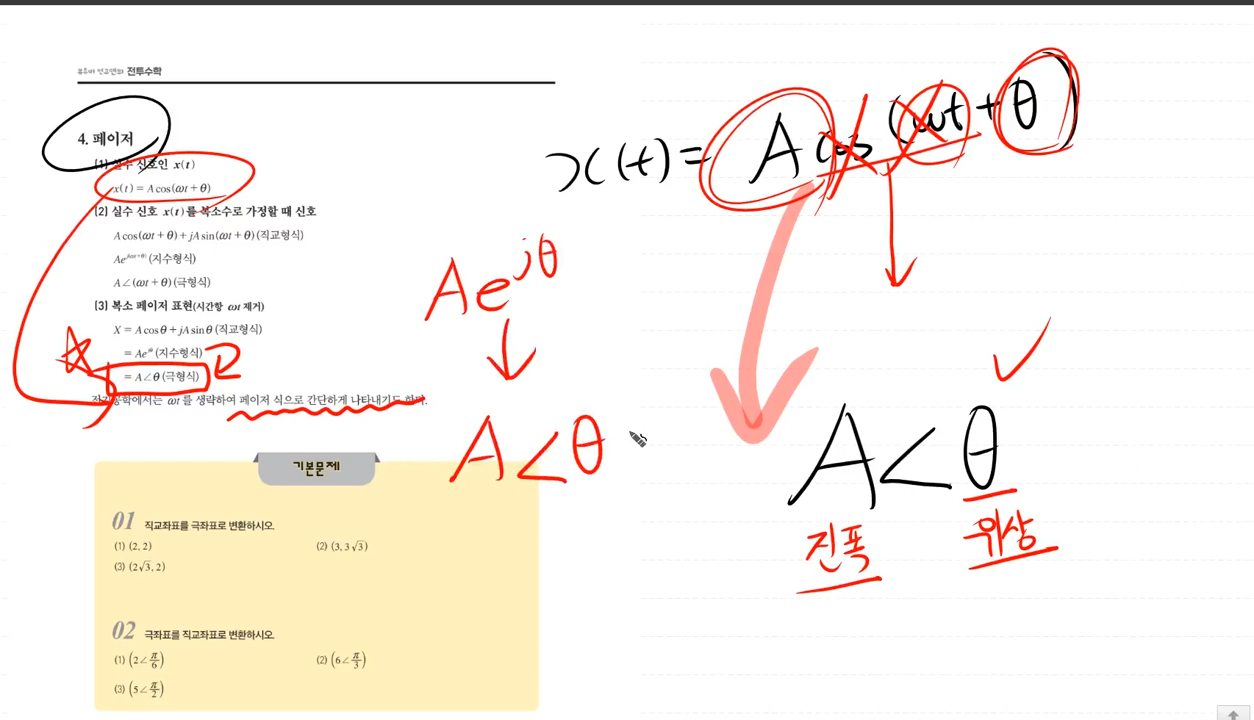 전투수학
4. 페이저
(1) 실수 신호인 x(t)
x(t) = A cos(ωt + θ)
(2) 실수 신호 x(t)를 복소수로 가정할 때 신호
A cos(ωt + θ) + jA sin(ωt + θ) (직교형식)
Ae^{j(ωt+θ)} (지수형식)
A∠(ωt + θ) (극형식)
(3) 복소 페이저 표현(시간항 ωt 제거)
X = A cos θ + jA sin θ (직교형식)
= Ae^{jθ} (지수형식)
= A∠θ (극형식)
전기공학에서는 ωt를 생략하여 페이저 식으로 간단하게 나타내기도 한다.
기본문제
01 직교좌표를 극좌표로 변환하시오.
(1) (2, 2) (2) (3, 3√3)
(3) (2√3, 2)
02 극좌표를 직교좌표로 변환하시오.
(1) (2∠π/6) (2) (6∠π/3)
(3) (5∠π/2)
Ae^{jθ}
A∠θ
x(t) = A cos(ωt + θ)
A∠θ
진폭 위상